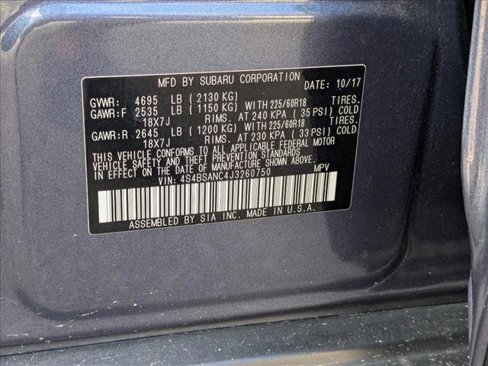 MFD BY SUBARU CORPORATION
DATE: 10/17
GVWR: 4695 LB ( 2130 KG)
GAWR:F 2535 LB ( 1150 KG) WITH 225/60R18 TIRES.
18X7J RIMS. AT 240 KPA ( 35 PSI) COLD
GAWR:R 2645 LB ( 1200 KG) WITH 225/60R18 TIRES.
18X7J RIMS. AT 230 KPA ( 33 PSI) COLD
THIS VEHICLE CONFORMS TO ALL APPLICABLE FEDERAL MOTOR
VEHICLE SAFETY AND THEFT PREVENTION STANDARDS IN EFFECT
ON THE DATE OF MANUFACTURE SHOWN ABOVE.
VIN: 4S4BSANC4J3260750 MPV
ASSEMBLED BY SIA INC. MADE IN U.S.A.